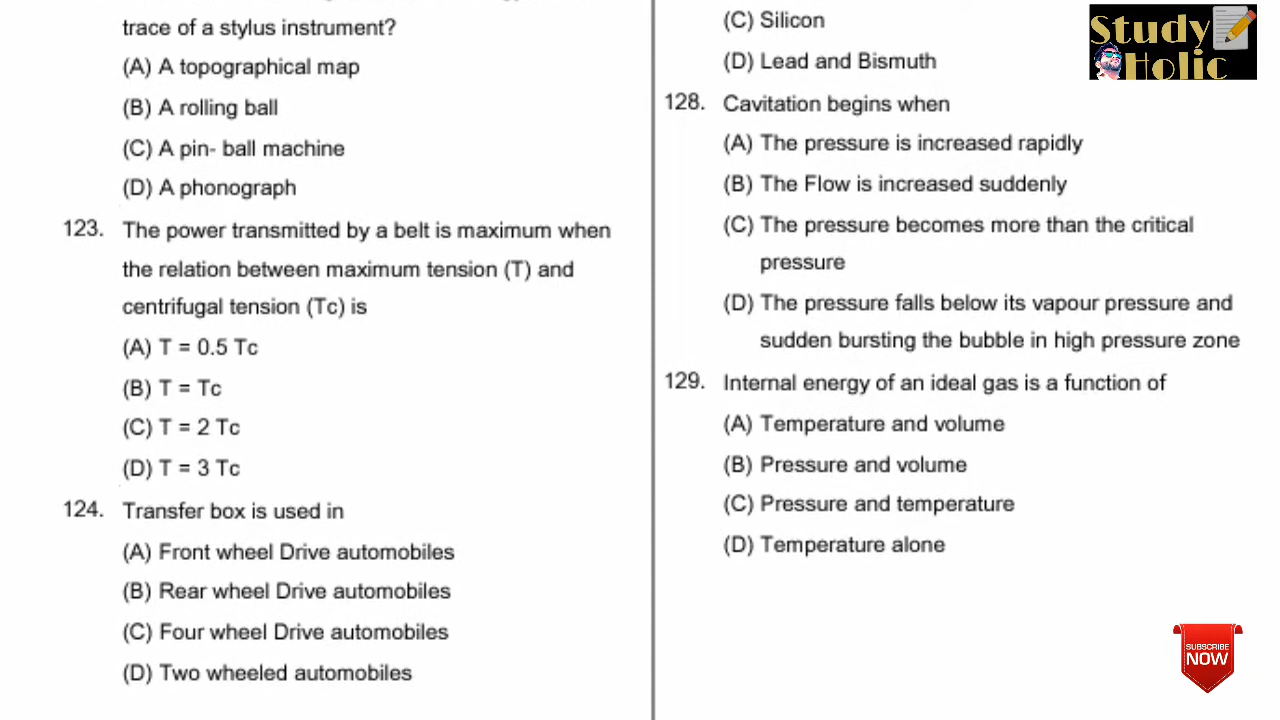 trace of a stylus instrument?
(A) A topographical map
(B) A rolling ball
(C) A pin- ball machine
(D) A phonograph
123. The power transmitted by a belt is maximum when
the relation between maximum tension (T) and
centrifugal tension (Tc) is
(A) T = 0.5 Tc
(B) T = Tc
(C) T = 2 Tc
(D) T = 3 Tc
124. Transfer box is used in
(A) Front wheel Drive automobiles
(B) Rear wheel Drive automobiles
(C) Four wheel Drive automobiles
(D) Two wheeled automobiles
(C) Silicon
(D) Lead and Bismuth
128. Cavitation begins when
(A) The pressure is increased rapidly
(B) The Flow is increased suddenly
(C) The pressure becomes more than the critical
pressure
(D) The pressure falls below its vapour pressure and
sudden bursting the bubble in high pressure zone
129. Internal energy of an ideal gas is a function of
(A) Temperature and volume
(B) Pressure and volume
(C) Pressure and temperature
(D) Temperature alone
Study
Holic
SUBSCRIBE
NOW